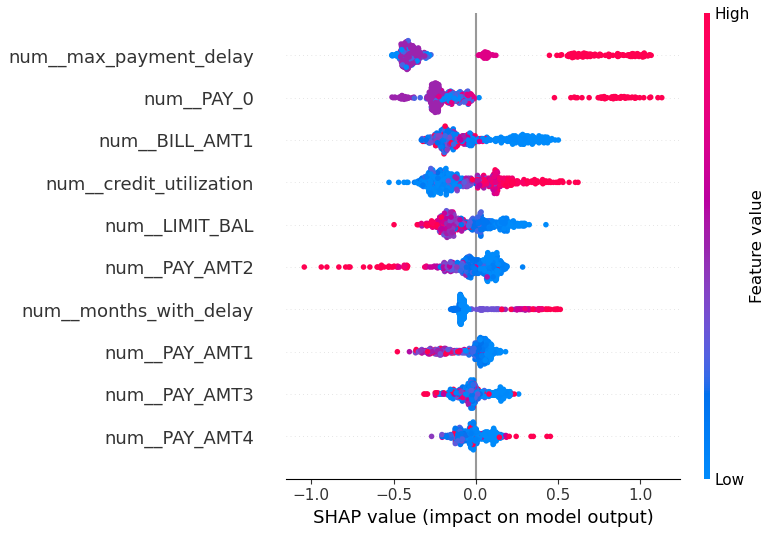 High
num__max_payment_delay
num__PAY_0
num__BILL_AMT1
num__credit_utilization
num__LIMIT_BAL
num__PAY_AMT2
num__months_with_delay
num__PAY_AMT1
num__PAY_AMT3
num__PAY_AMT4
Feature value
Low
−1.0 −0.5 0.0 0.5 1.0
SHAP value (impact on model output)